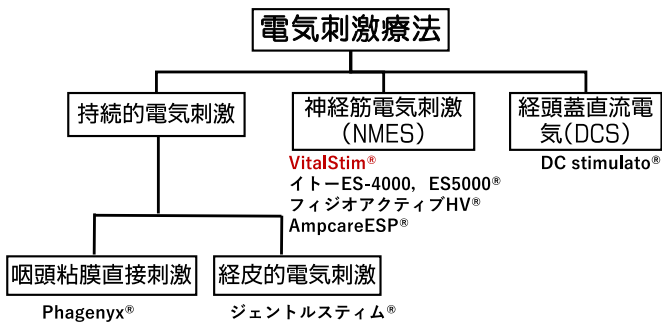 電気刺激療法
持続的電気刺激
神経筋電気刺激
(NMES)
経頭蓋直流電
気(DCS)
VitalStim®
イトーES-4000, ES5000®
フィジオアクティブHV®
AmpcareESP®
DC stimulato®
咽頭粘膜直接刺激
経皮的電気刺激
Phagenyx®
ジェントルスティム®